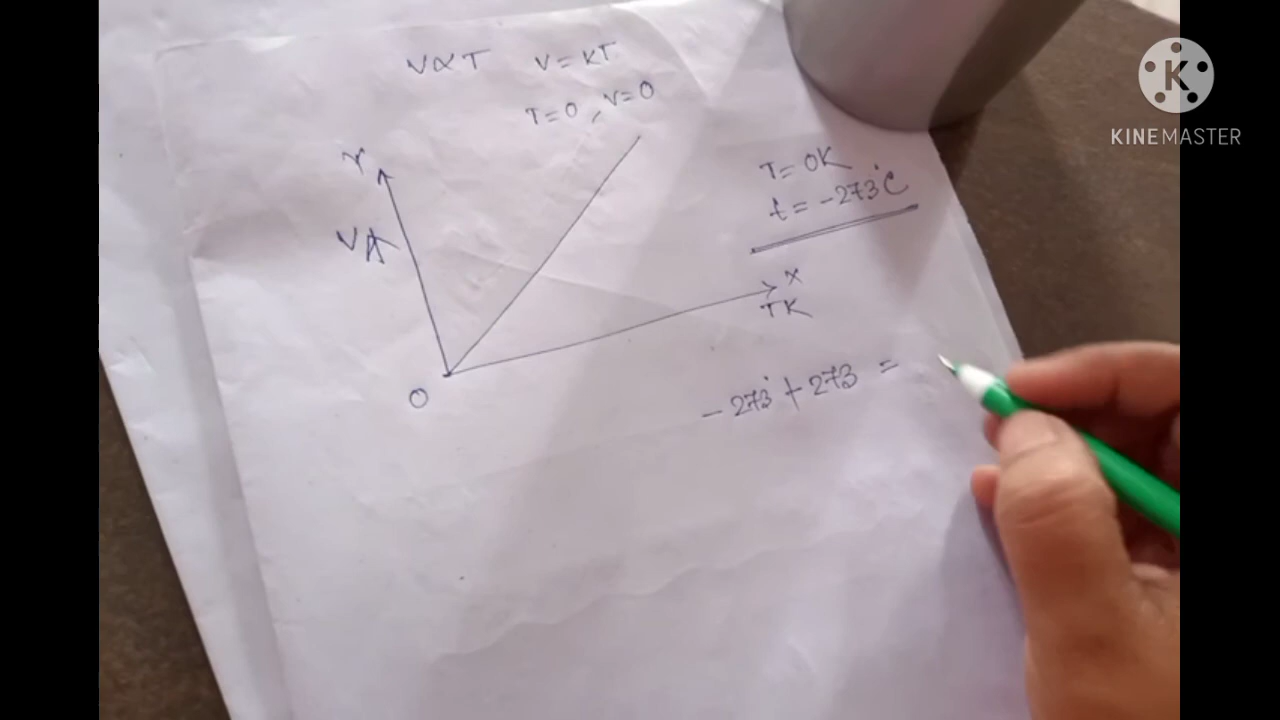 V∝T V=KT
T=0, V=0
Y
V
T=0K
t=-273°C
X
TK
O
-273°+273 =
K
KINEMASTER